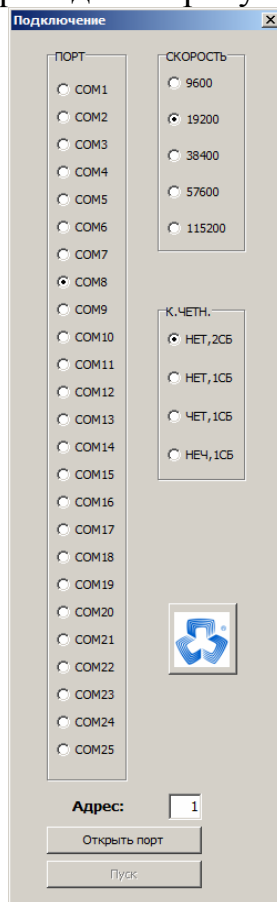 Подключение
ПОРТ
COM1
COM2
COM3
COM4
COM5
COM6
COM7
COM8
COM9
COM10
COM11
COM12
COM13
COM14
COM15
COM16
COM17
COM18
COM19
COM20
COM21
COM22
COM23
COM24
COM25
СКОРОСТЬ
9600
19200
38400
57600
115200
К.ЧЕТН.
НЕТ,2СБ
НЕТ,1СБ
ЧЕТ,1СБ
НЕЧ,1СБ
Адрес: 1
Открыть порт
Пуск